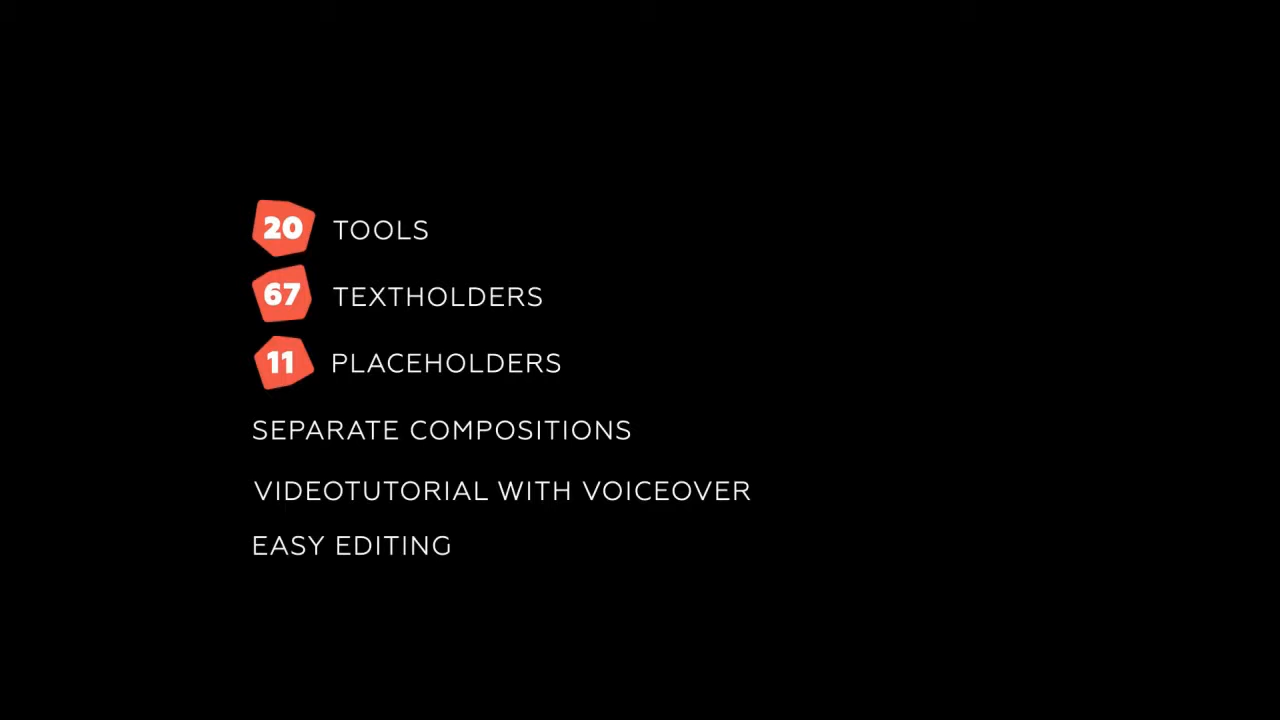 20 TOOLS
67 TEXTHOLDERS
11 PLACEHOLDERS
SEPARATE COMPOSITIONS
VIDEOTUTORIAL WITH VOICEOVER
EASY EDITING